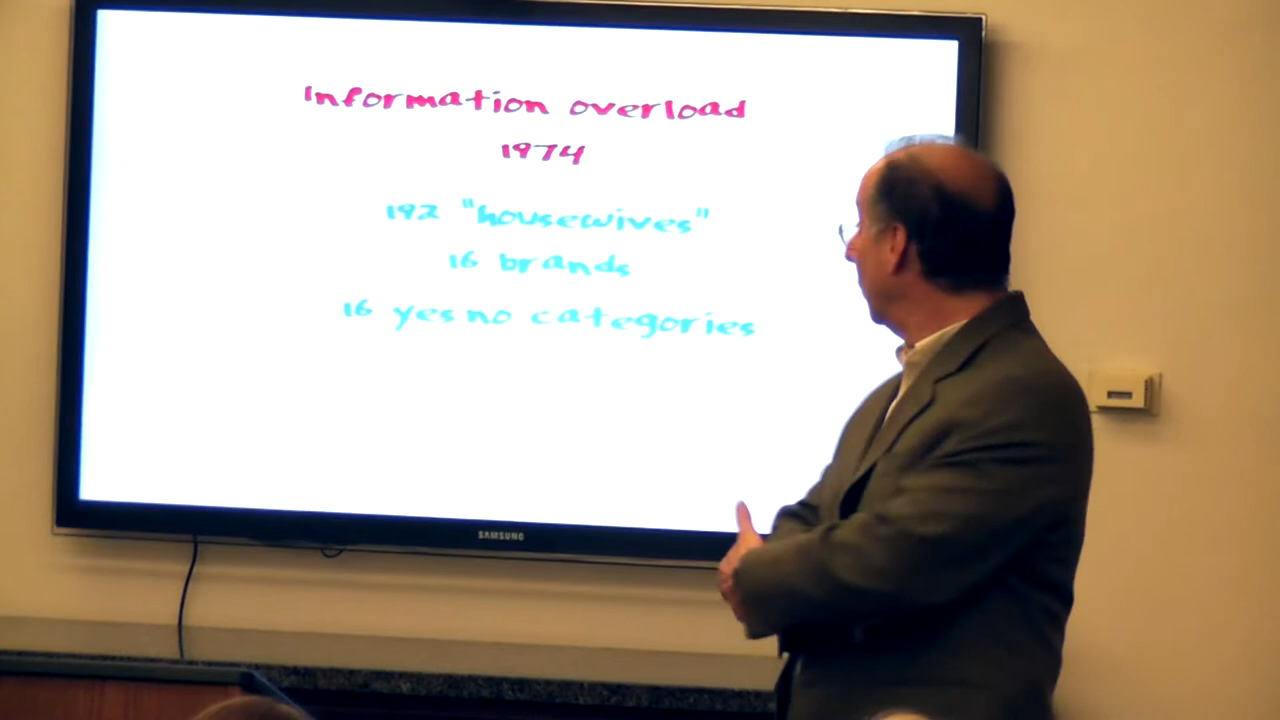 Information overload
1974
192 "housewives"
16 brands
16 yes no categories
SAMSUNG